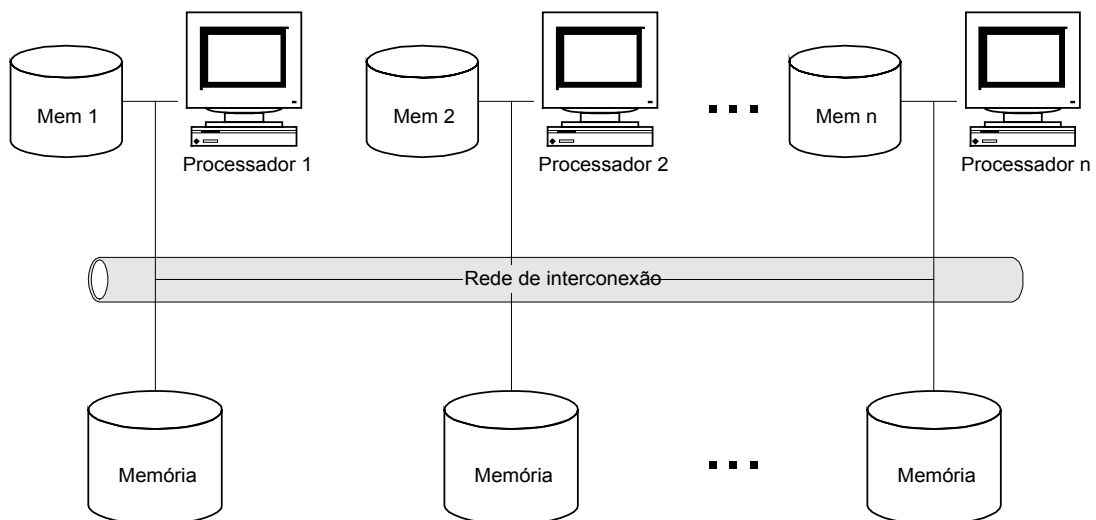 Mem 1
Mem 2
Mem n
Processador 1
Processador 2
Processador n
Rede de interconexão
Memória
Memória
Memória